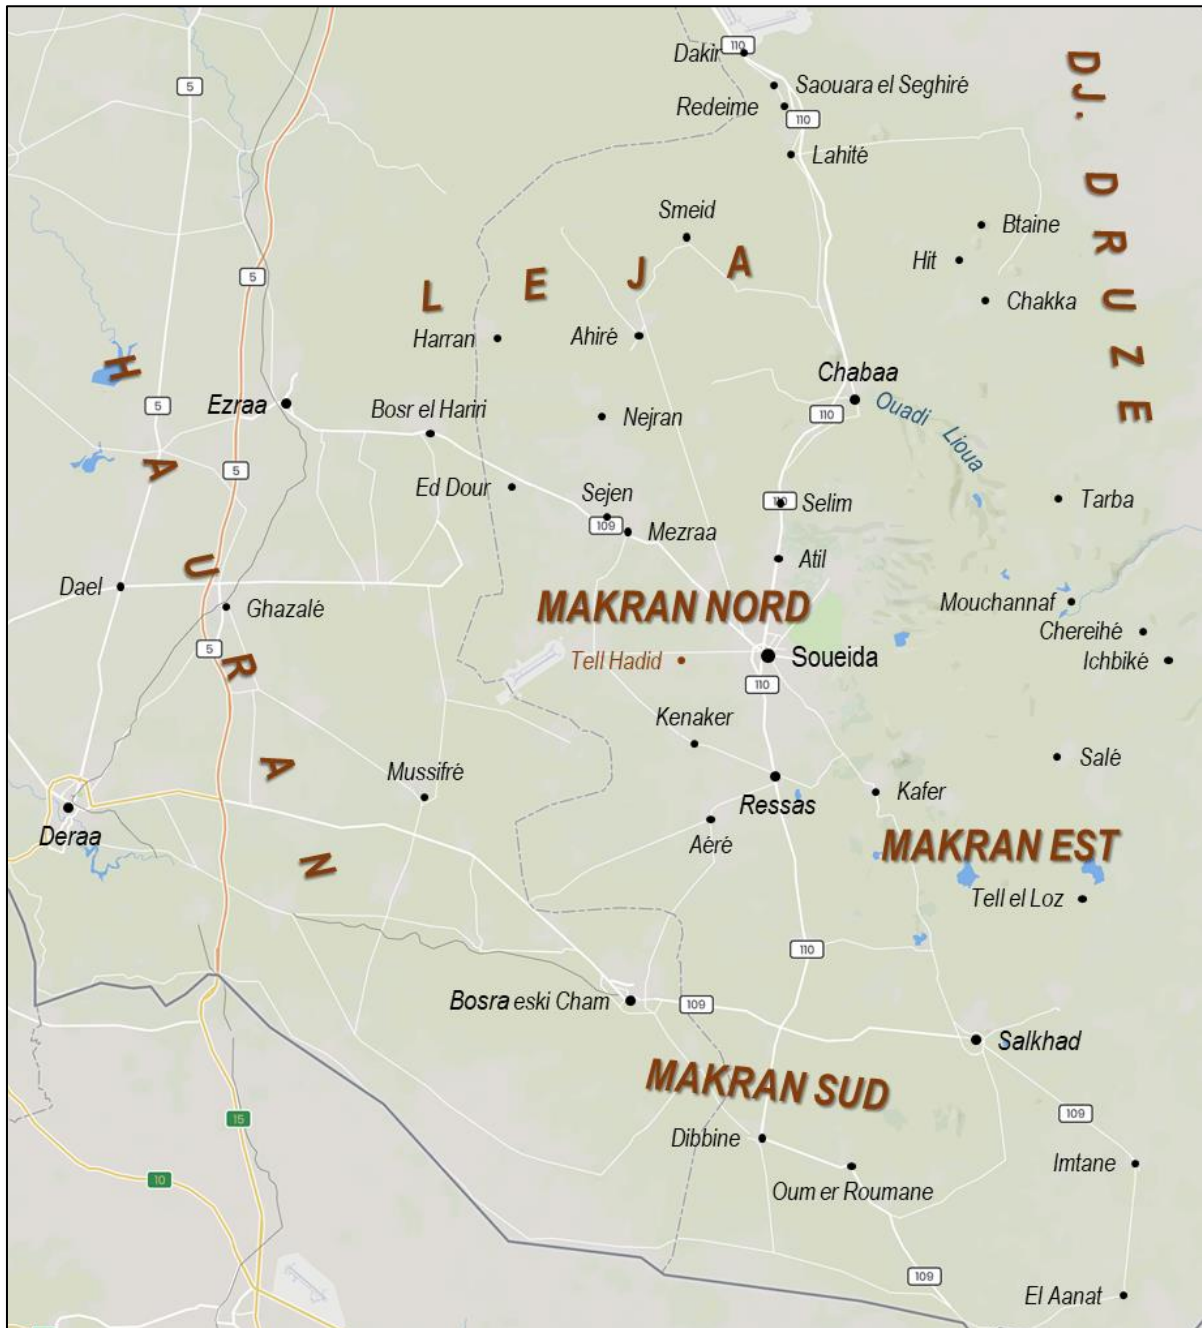 110
Dakir
DJ. DRUZE
5
Saouara el Seghiré
Redeime
110
Lahité
Smeid
Btaine
Hit
5
LEJA
Chakka
Harran
Ahiré
HAURAN
Chabaa
Ezraa
5
Bosr el Hariri
110
Ouadi Lioua
Nejran
5
Ed Dour
Sejen
110
Selim
Tarba
109
Mezraa
Atil
Dael
Ghazalé
MAKRAN NORD
Mouchannaf
Chereihé
5
Tell Hadid
Soueida
Ichbiké
110
Kenaker
Salé
Mussifré
Ressas
Kafer
Deraa
Aéré
MAKRAN EST
Tell el Loz
110
Bosra eski Cham
109
Salkhad
MAKRAN SUD
15
109
Dibbine
10
Oum er Roumane
Imtane
109
El Aanat